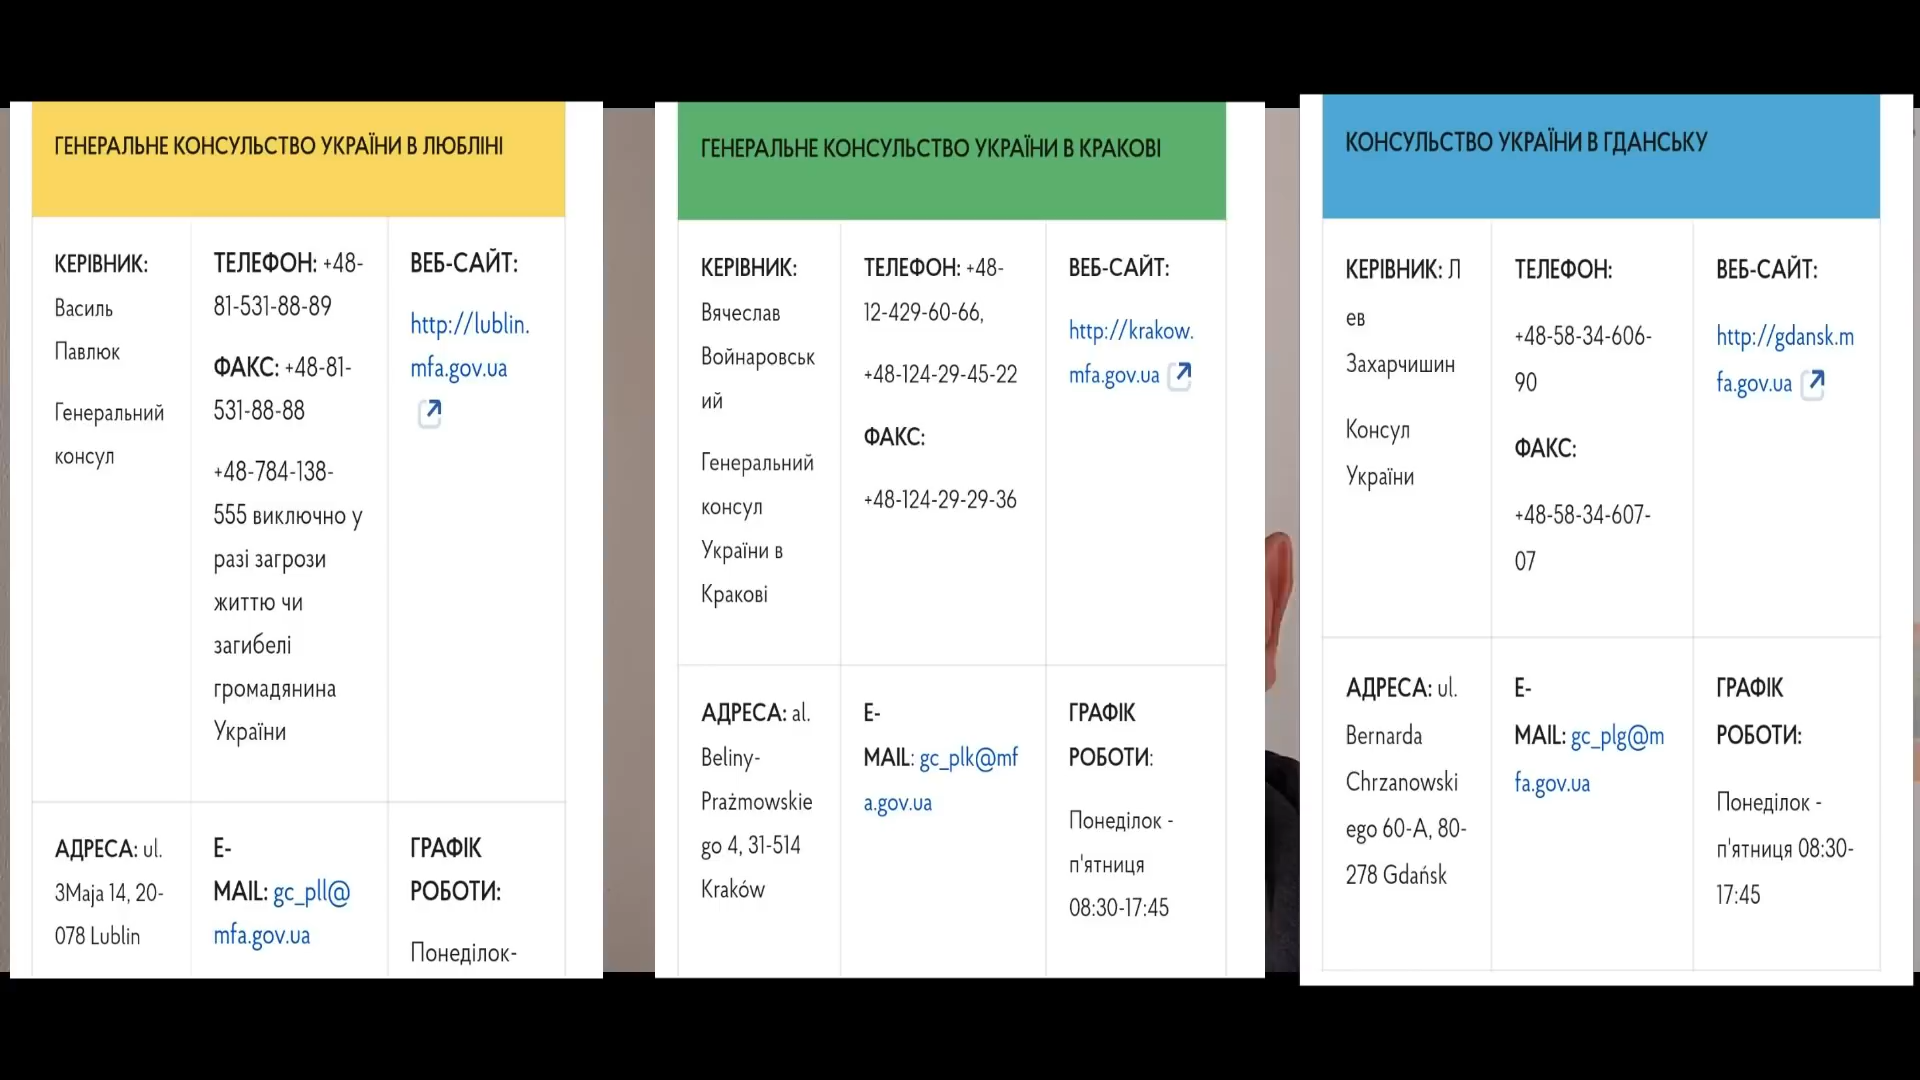 ГЕНЕРАЛЬНЕ КОНСУЛЬСТВО УКРАЇНИ В ЛЮБЛІНІ
КЕРІВНИК:
Василь
Павлюк
Генеральний
консул
ТЕЛЕФОН: +48-
81-531-88-89
ФАКС: +48-81-
531-88-88
+48-784-138-
555 виключно у
разі загрози
життю чи
загибелі
громадянина
України
ВЕБ-САЙТ:
http://lublin.
mfa.gov.ua
АДРЕСА: ul.
3Maja 14, 20-
078 Lublin
E-
MAIL: gc_pll@
mfa.gov.ua
ГРАФІК
РОБОТИ:
Понеділок-
ГЕНЕРАЛЬНЕ КОНСУЛЬСТВО УКРАЇНИ В КРАКОВІ
КЕРІВНИК:
Вячеслав
Войнаровськ
ий
Генеральний
консул
України в
Кракові
ТЕЛЕФОН: +48-
12-429-60-66,
+48-124-29-45-22
ФАКС:
+48-124-29-29-36
ВЕБ-САЙТ:
http://krakow.
mfa.gov.ua
АДРЕСА: al.
Beliny-
Prażmowskie
go 4, 31-514
Kraków
E-
MAIL: gc_plk@mf
a.gov.ua
ГРАФІК
РОБОТИ:
Понеділок -
п'ятниця
08:30-17:45
КОНСУЛЬСТВО УКРАЇНИ В ГДАНСЬКУ
КЕРІВНИК: Л
ев
Захарчишин
Консул
України
ТЕЛЕФОН:
+48-58-34-606-
90
ФАКС:
+48-58-34-607-
07
ВЕБ-САЙТ:
http://gdansk.m
fa.gov.ua
АДРЕСА: ul.
Bernarda
Chrzanowski
ego 60-A, 80-
278 Gdańsk
E-
MAIL: gc_plg@m
fa.gov.ua
ГРАФІК
РОБОТИ:
Понеділок -
п'ятниця 08:30-
17:45